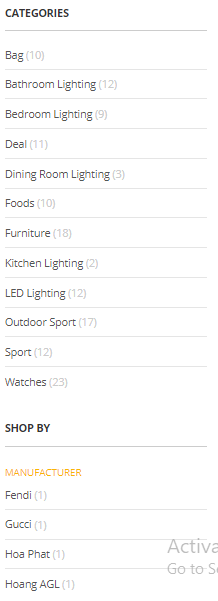 CATEGORIES
Bag (10)
Bathroom Lighting (12)
Bedroom Lighting (9)
Deal (11)
Dining Room Lighting (3)
Foods (10)
Furniture (18)
Kitchen Lighting (2)
LED Lighting (12)
Outdoor Sport (17)
Sport (12)
Watches (23)
SHOP BY
MANUFACTURER
Fendi (1)
Gucci (1)
Hoa Phat (1)
Activa
Go to S
Hoang AGL (1)